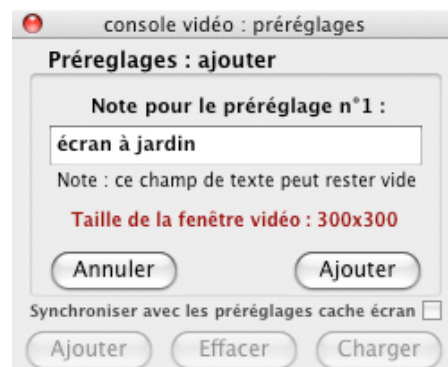 console vidéo : préréglages
Préreglages : ajouter
Note pour le préréglage n°1 :
écran à jardin
Note : ce champ de texte peut rester vide
Taille de la fenêtre vidéo : 300x300
Annuler Ajouter
Synchroniser avec les préréglages cache écran
Ajouter Effacer Charger